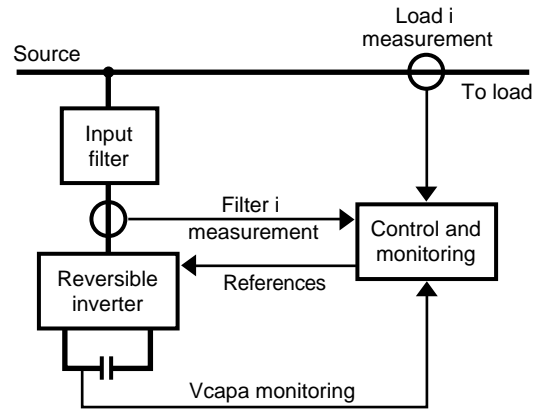 Load i
measurement
Source
To load
Input
filter
Filter i
measurement
Control and
monitoring
Reversible
inverter
References
Vcapa monitoring